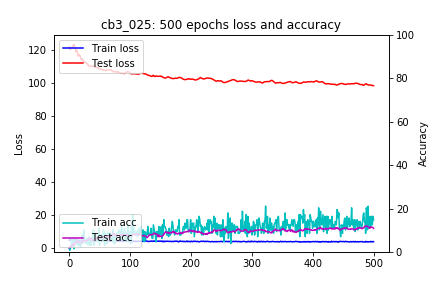 cb3_025: 500 epochs loss and accuracy
Train loss
Test loss
Train acc
Test acc
Loss
Accuracy
0
20
40
60
80
100
120
0
20
40
60
80
100
0
100
200
300
400
500